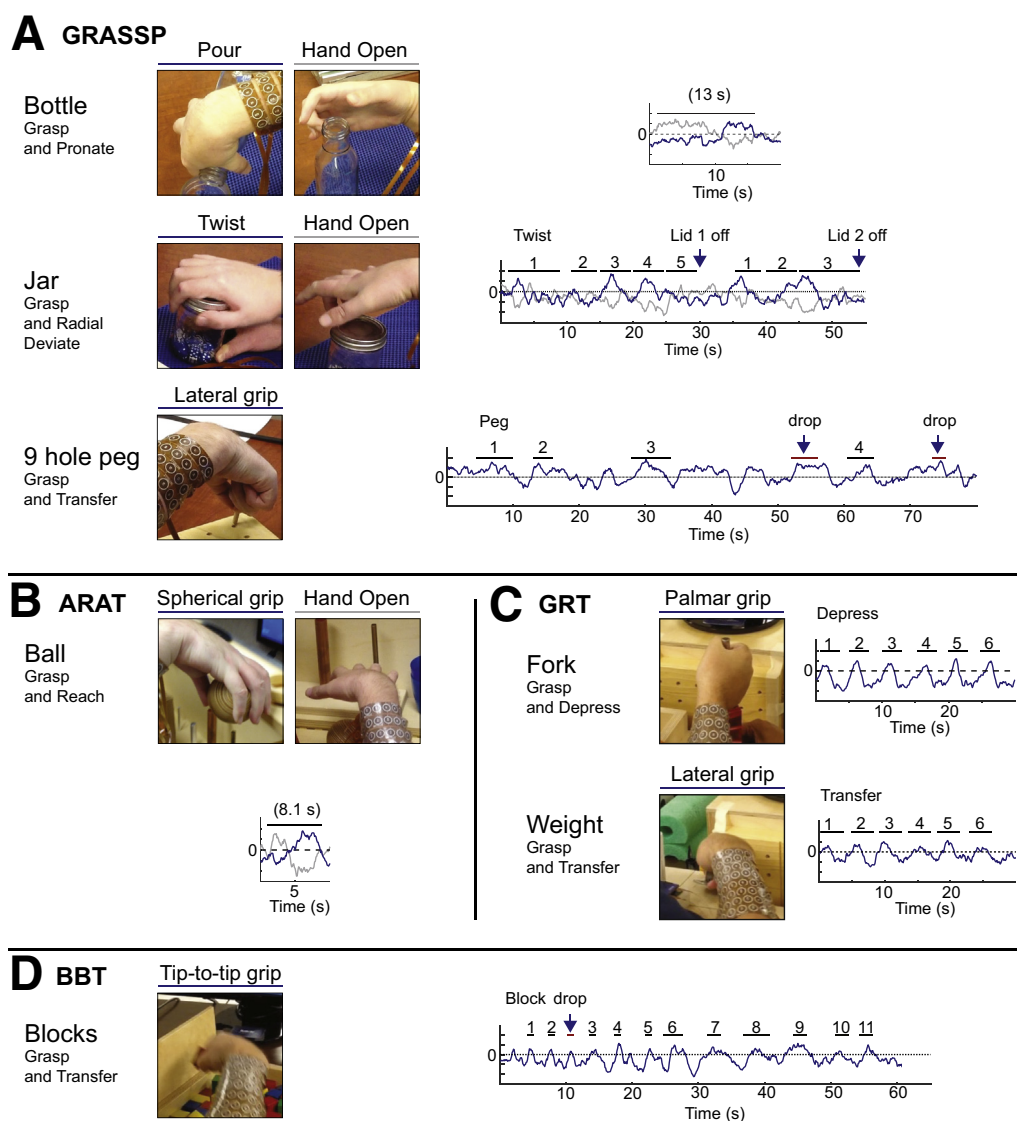 A GRASSP
Pour
Hand Open
Bottle
Grasp
and Pronate
(13 s)
0
10
Time (s)
Twist
Hand Open
Jar
Grasp
and Radial
Deviate
Twist
Lid 1 off
Lid 2 off
1 2 3 4 5 1 2 3
0
10 20 30 40 50
Time (s)
Lateral grip
9 hole peg
Grasp
and Transfer
Peg
drop
drop
1 2 3 4
0
10 20 30 40 50 60 70
Time (s)
B ARAT
Spherical grip
Hand Open
Ball
Grasp
and Reach
(8.1 s)
0
5
Time (s)
C GRT
Palmar grip
Fork
Grasp
and Depress
Depress
1 2 3 4 5 6
0
10 20
Time (s)
Lateral grip
Weight
Grasp
and Transfer
Transfer
1 2 3 4 5 6
0
10 20
Time (s)
D BBT
Tip-to-tip grip
Blocks
Grasp
and Transfer
Block drop
1 2 3 4 5 6 7 8 9 10 11
0
10 20 30 40 50 60
Time (s)